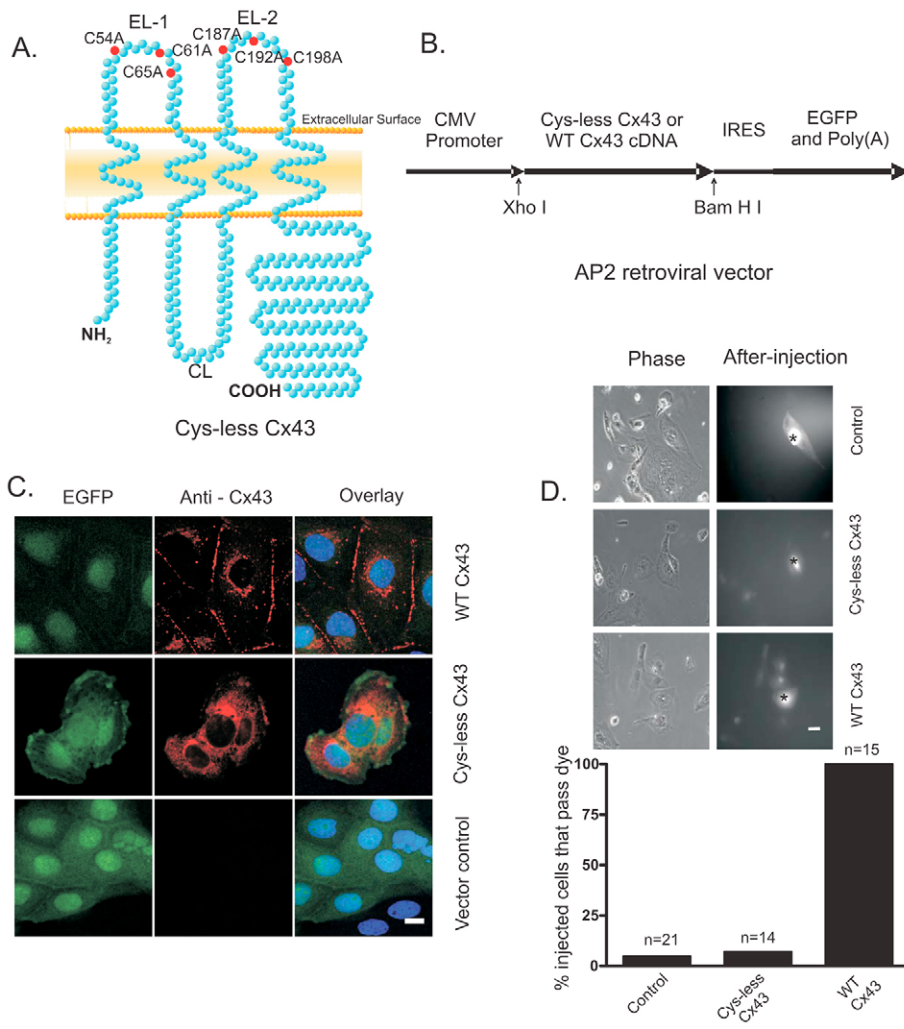 A.
EL-1
EL-2
C54A
C61A
C65A
C187A
C192A
C198A
Extracellular Surface
NH₂
CL
COOH
Cys-less Cx43
B.
CMV
Promoter
Cys-less Cx43 or
WT Cx43 cDNA
IRES
EGFP
and Poly(A)
Xho I
Bam H I
AP2 retroviral vector
C.
EGFP
Anti - Cx43
Overlay
WT Cx43
Cys-less Cx43
Vector control
D.
Phase
After-injection
Control
Cys-less Cx43
WT Cx43
*
*
*
% injected cells that pass dye
100
75
50
25
0
n=21
n=14
n=15
Control
Cys-less
Cx43
WT
Cx43